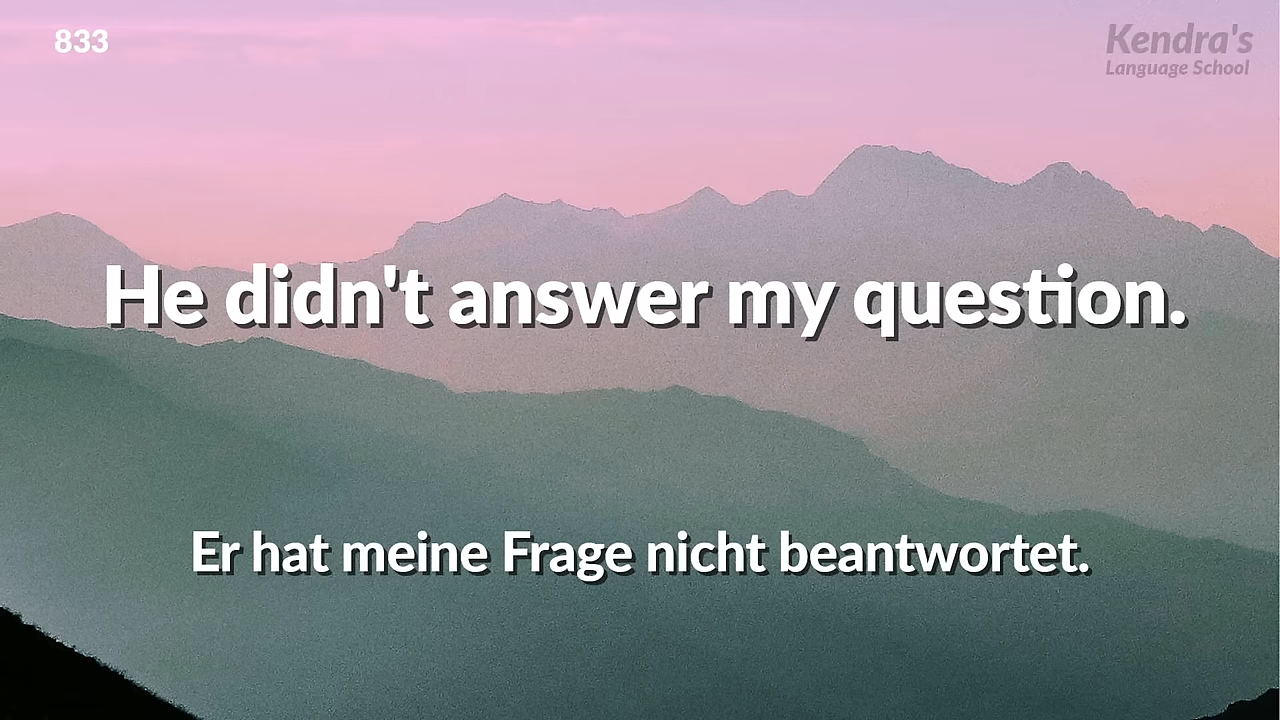 833
Kendra's
Language School
He didn't answer my question.
Er hat meine Frage nicht beantwortet.